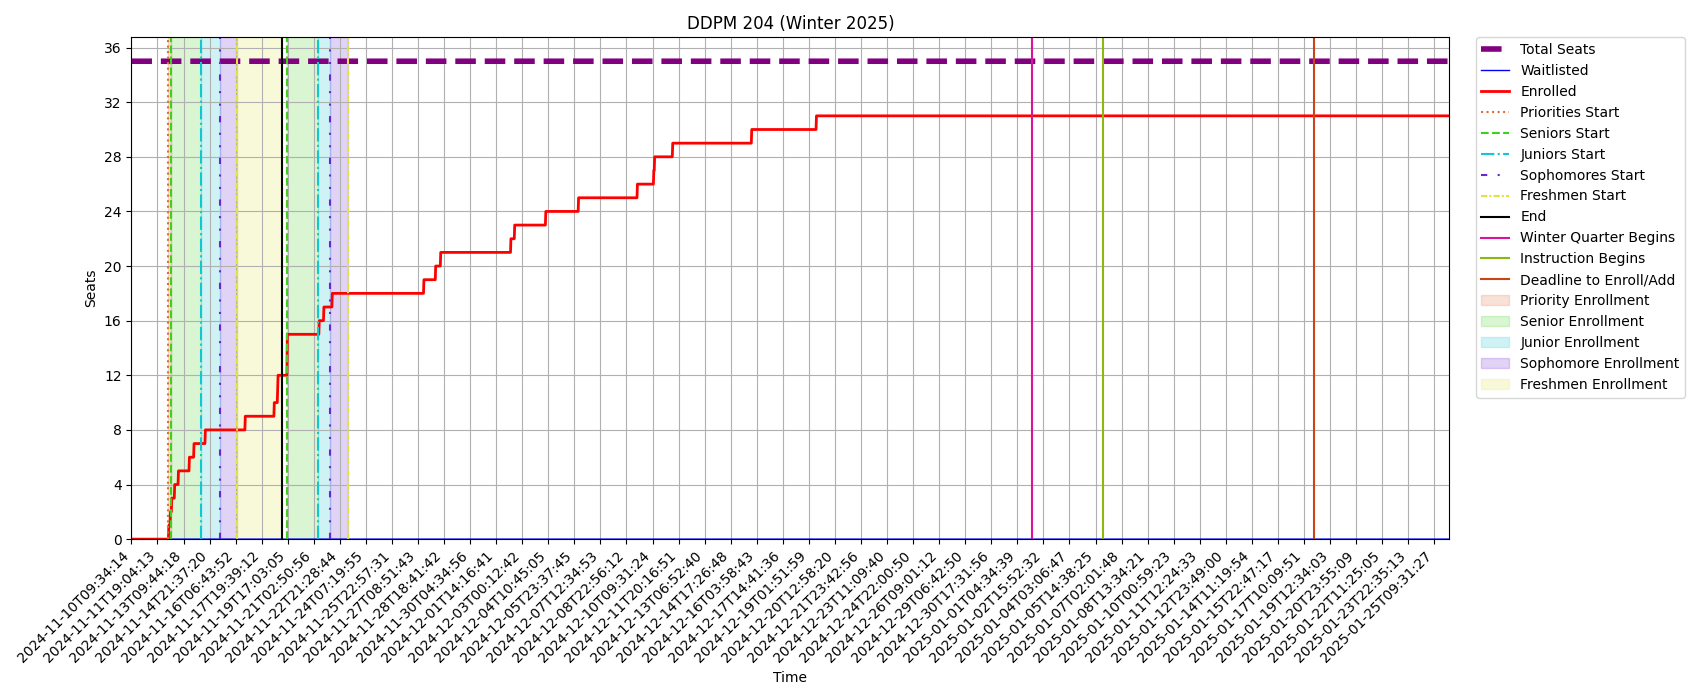 DDPM 204 (Winter 2025)
36
32
28
24
20
16
12
8
4
0
Seats
2024-11-10T09:34:14
2024-11-11T19:04:13
2024-11-13T09:44:18
2024-11-14T21:37:20
2024-11-16T06:43:52
2024-11-17T19:39:12
2024-11-19T17:03:05
2024-11-21T02:50:56
2024-11-22T21:28:44
2024-11-24T07:19:55
2024-11-25T22:57:31
2024-11-27T08:51:43
2024-11-28T18:41:42
2024-11-30T04:34:56
2024-12-01T14:16:41
2024-12-03T00:12:42
2024-12-04T10:45:05
2024-12-05T23:37:45
2024-12-07T12:34:53
2024-12-08T22:56:12
2024-12-10T09:31:24
2024-12-11T20:16:51
2024-12-13T06:52:40
2024-12-14T17:26:48
2024-12-16T03:58:43
2024-12-17T14:41:36
2024-12-19T01:51:59
2024-12-20T12:58:20
2024-12-21T23:42:56
2024-12-23T11:09:40
2024-12-24T22:00:50
2024-12-26T09:01:12
2024-12-29T06:42:50
2024-12-30T17:31:56
2025-01-01T04:34:39
2025-01-02T15:52:32
2025-01-04T03:06:47
2025-01-05T14:38:25
2025-01-07T02:01:48
2025-01-08T13:34:21
2025-01-10T00:59:23
2025-01-11T12:24:33
2025-01-12T23:49:00
2025-01-14T11:19:54
2025-01-15T22:47:17
2025-01-17T10:09:51
2025-01-19T12:34:03
2025-01-20T23:55:09
2025-01-22T11:25:05
2025-01-23T22:35:13
2025-01-25T09:31:27
Time
Total Seats
Waitlisted
Enrolled
Priorities Start
Seniors Start
Juniors Start
Sophomores Start
Freshmen Start
End
Winter Quarter Begins
Instruction Begins
Deadline to Enroll/Add
Priority Enrollment
Senior Enrollment
Junior Enrollment
Sophomore Enrollment
Freshmen Enrollment